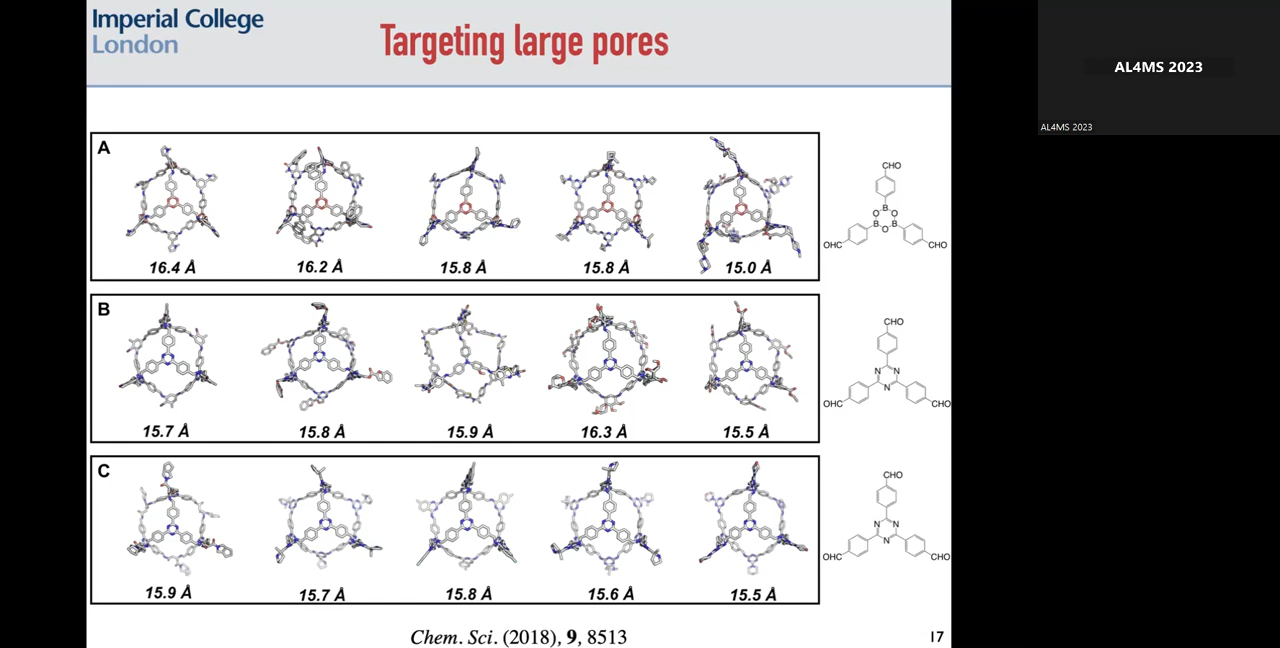 Imperial College
London
Targeting large pores
AL4MS 2023
AL4MS 2023
A
16.4 Å
16.2 Å
15.8 Å
15.8 Å
15.0 Å
CHO
B
O O
B B
O
OHC CHO
B
15.7 Å
15.8 Å
15.9 Å
16.3 Å
15.5 Å
CHO
N N
N
OHC CHO
C
15.9 Å
15.7 Å
15.8 Å
15.6 Å
15.5 Å
CHO
N N
N
OHC CHO
Chem. Sci. (2018), 9, 8513
17